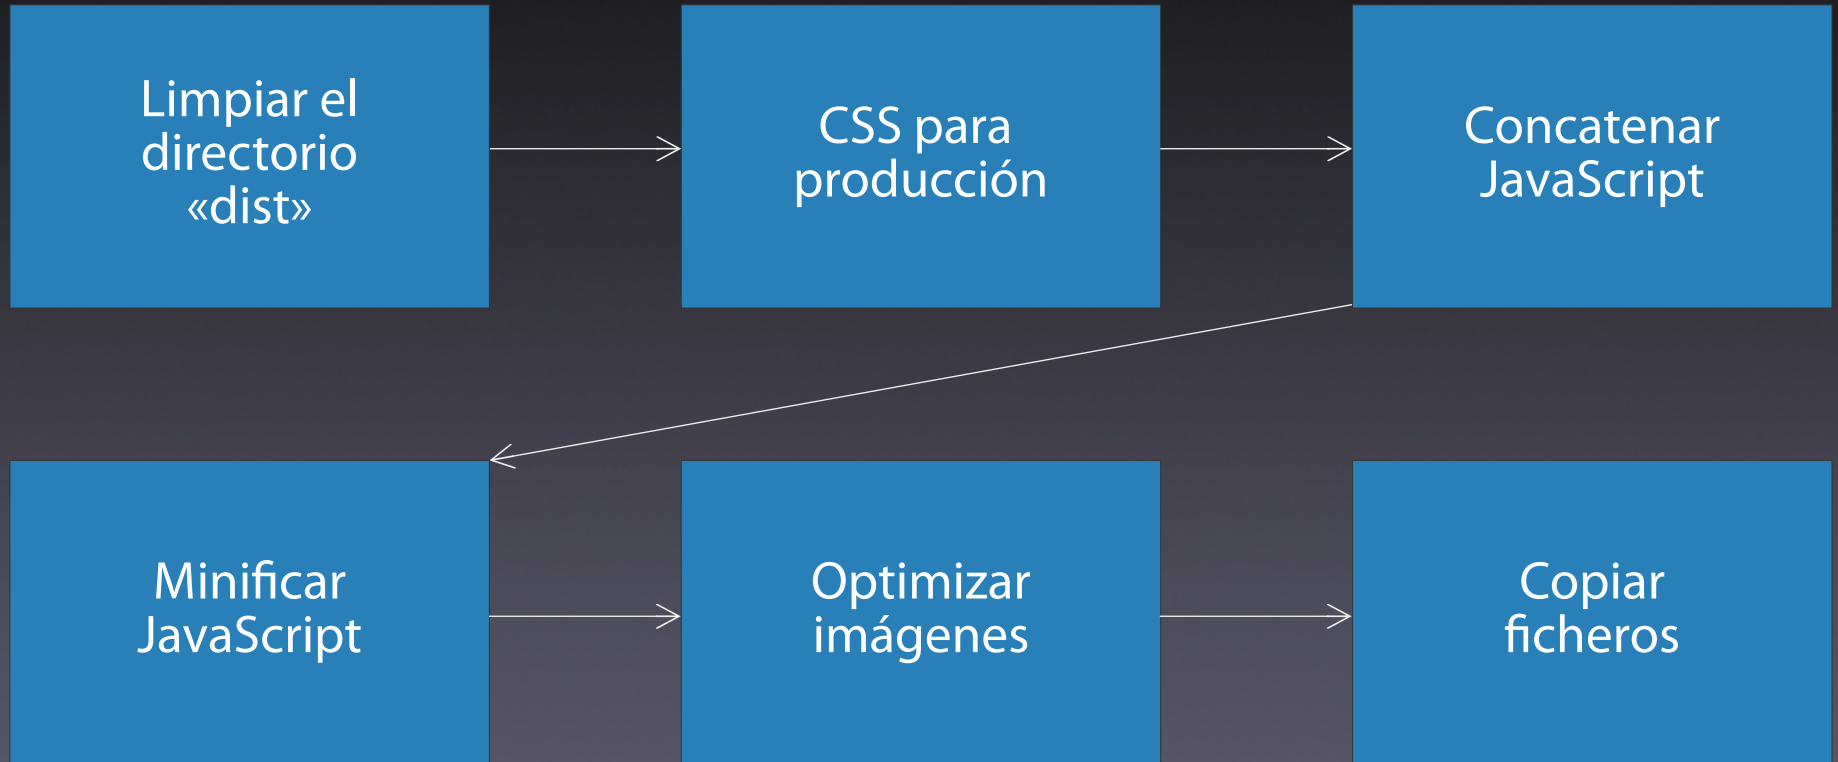 Limpiar el
directorio
«dist»
CSS para
producción
Concatenar
JavaScript
Minificar
JavaScript
Optimizar
imágenes
Copiar
ficheros